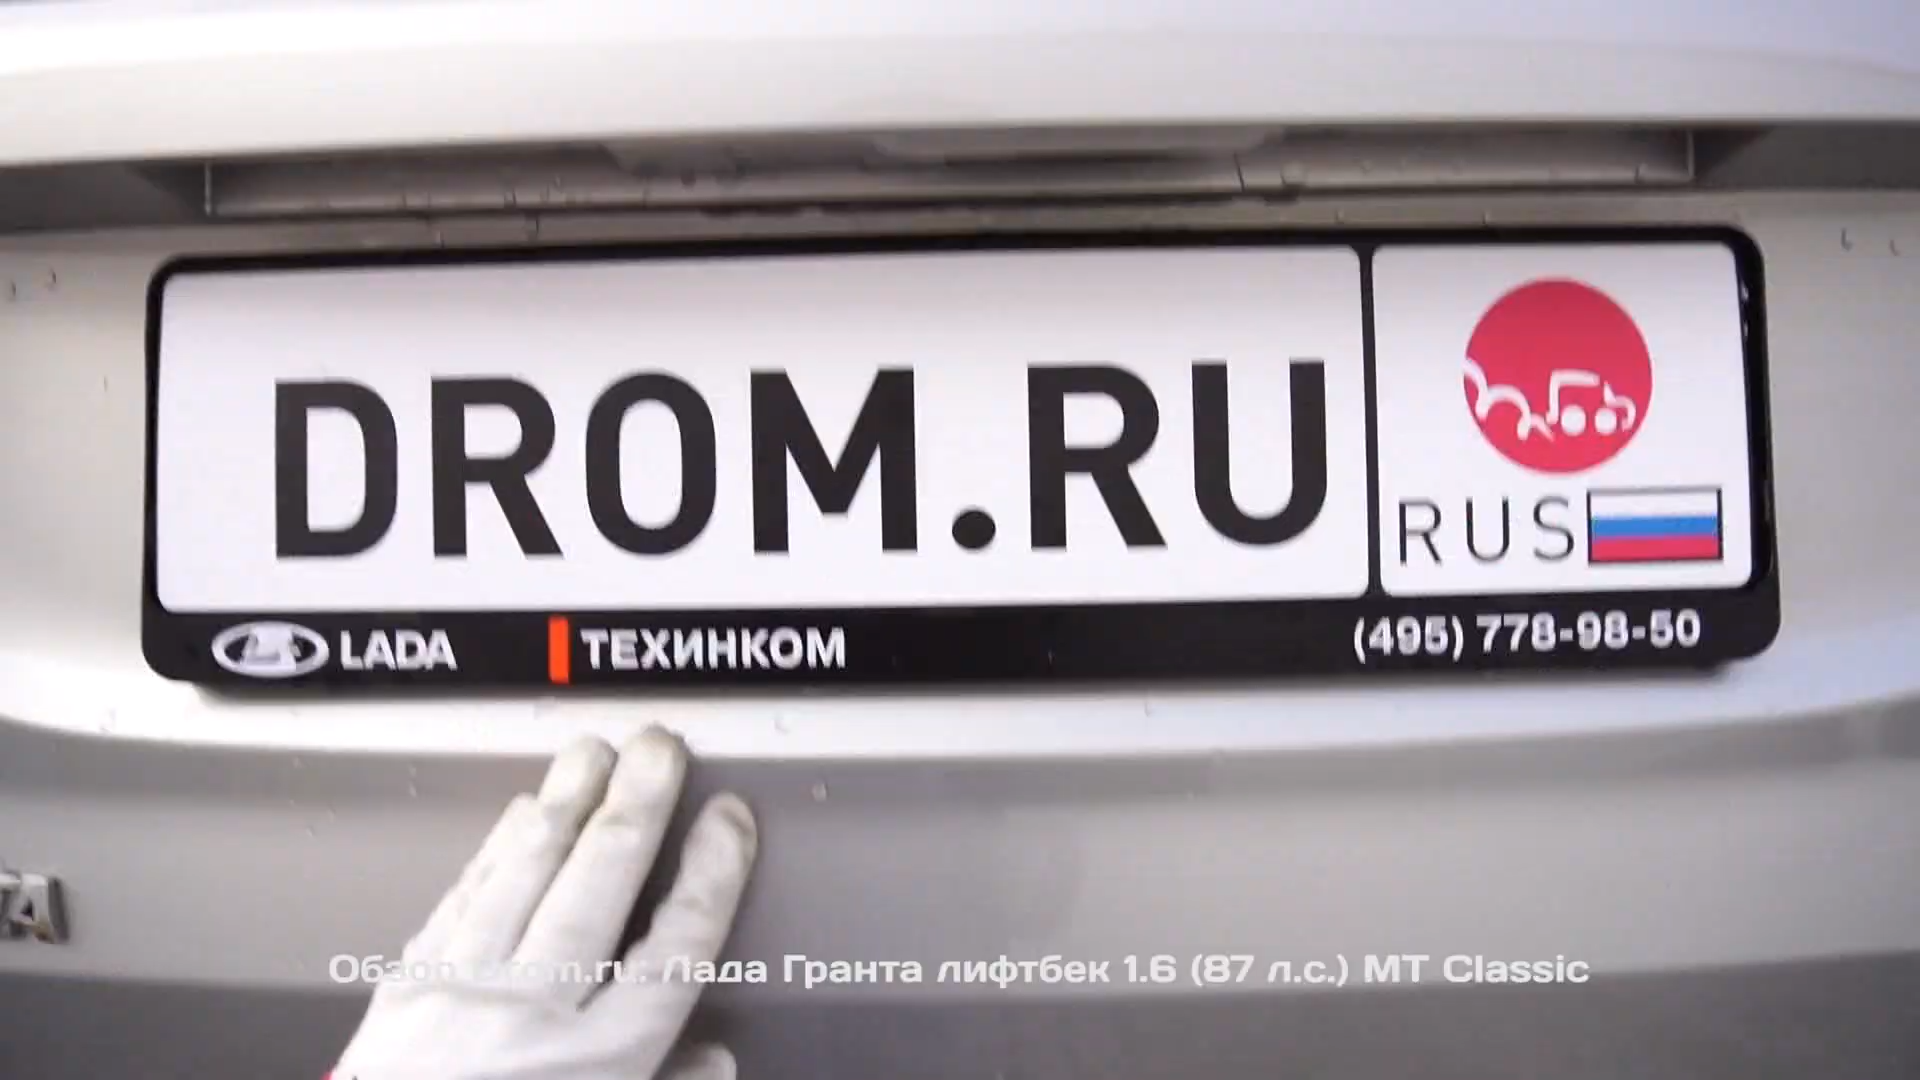 DROM.RU
RUS
LADA ТЕХИНКОМ (495) 778-98-50
Обзор Drom.ru: Лада Гранта лифтбек 1.6 (87 л.с.) МТ Classic